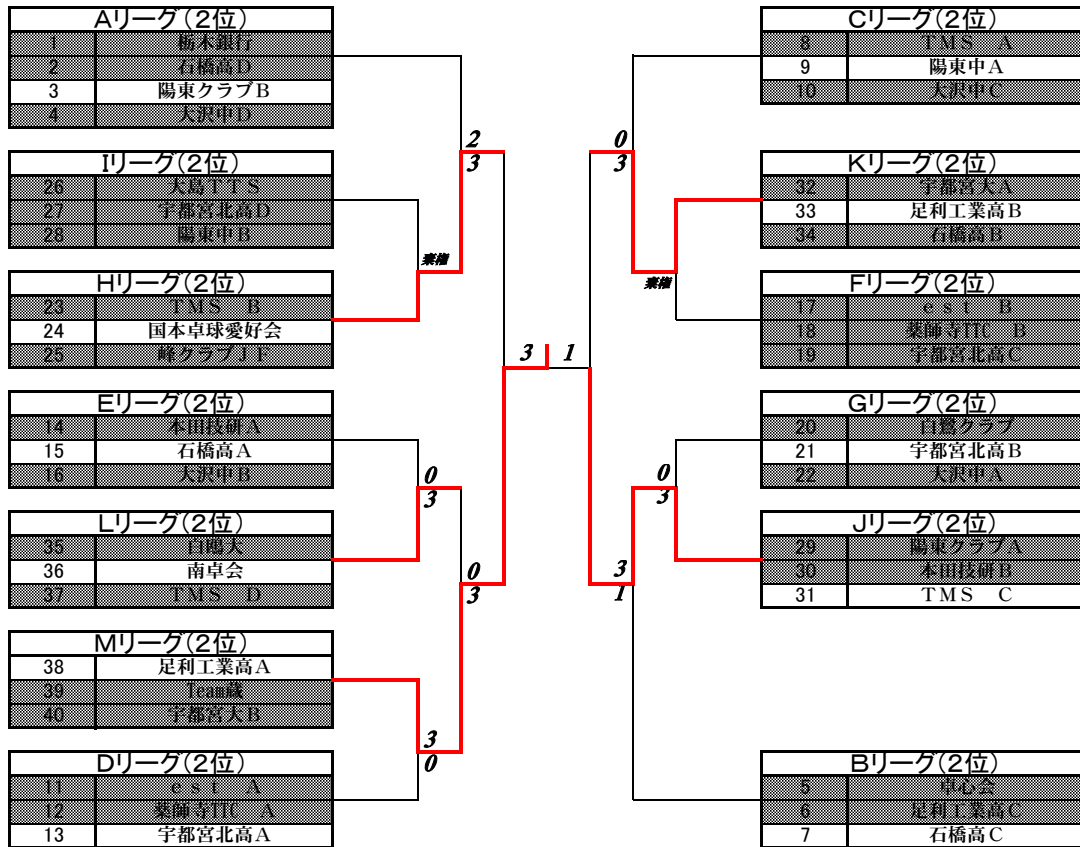 Aリーグ(2位)
1 栃木銀行
2 石橋高D
3 陽東クラブB
4 大沢中D
Iリーグ(2位)
26 大島TTS
27 宇都宮北高D
28 陽東中B
Hリーグ(2位)
23 TMS B
24 国本卓球愛好会
25 峰クラブJF
Eリーグ(2位)
14 本田技研A
15 石橋高A
16 大沢中B
Lリーグ(2位)
35 白鴎大
36 南卓会
37 TMS D
Mリーグ(2位)
38 足利工業高A
39 Team蔵
40 宇都宮大B
Dリーグ(2位)
11 est A
12 薬師寺TTC A
13 宇都宮北高A
2
3
棄権
0
3
0
3
3
0
3 1
0
3
棄権
0
3
3
1
Cリーグ(2位)
8 TMS A
9 陽東中A
10 大沢中C
Kリーグ(2位)
32 宇都宮大A
33 足利工業高B
34 石橋高B
Fリーグ(2位)
17 est B
18 薬師寺TTC B
19 宇都宮北高C
Gリーグ(2位)
20 白鷺クラブ
21 宇都宮北高B
22 大沢中A
Jリーグ(2位)
29 陽東クラブA
30 本田技研B
31 TMS C
Bリーグ(2位)
5 卓心会
6 足利工業高C
7 石橋高C